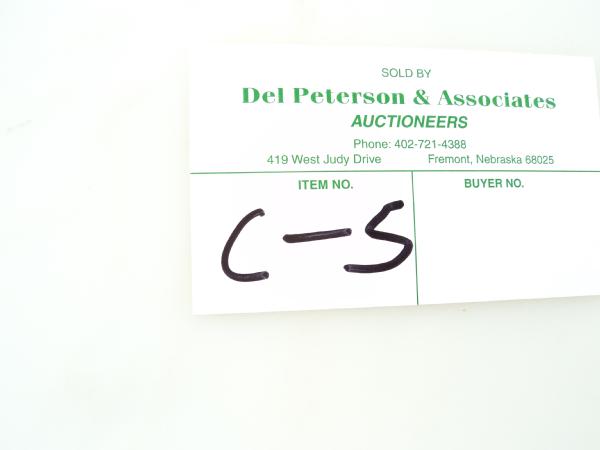 SOLD BY
Del Peterson & Associates
AUCTIONEERS
Phone: 402-721-4388
419 West Judy Drive Fremont, Nebraska 68025
ITEM NO. BUYER NO.
C-5